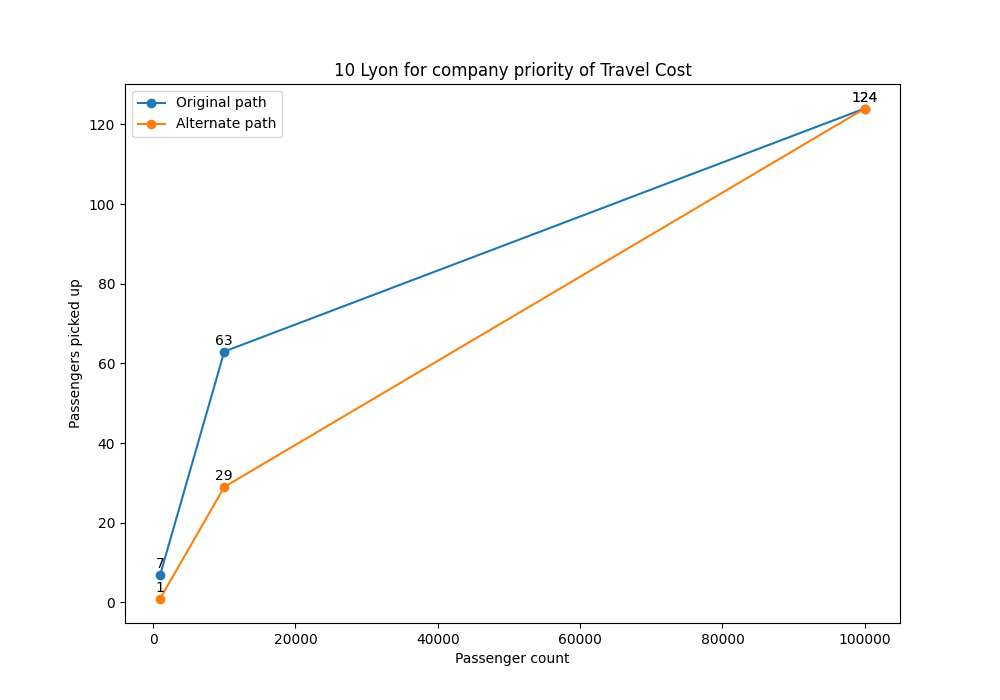 10 Lyon for company priority of Travel Cost
Original path
Alternate path
124
63
29
7
1
Passengers picked up
120
100
80
60
40
20
0
0 20000 40000 60000 80000 100000
Passenger count